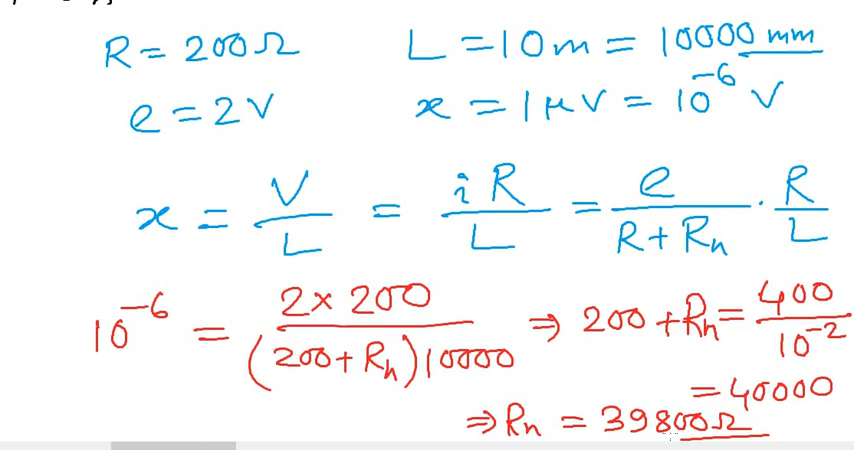 R = 200Ω L = 10m = 10000 mm
e = 2V x = 1μV = 10⁻⁶ V
x = V/L = iR/L = e/(R + Rₕ) · R/L
10⁻⁶ = (2 × 200)/((200 + Rₕ)10000) ⇒ 200 + Rₕ = 400/10⁻²
= 40000
⇒ Rₕ = 39800Ω